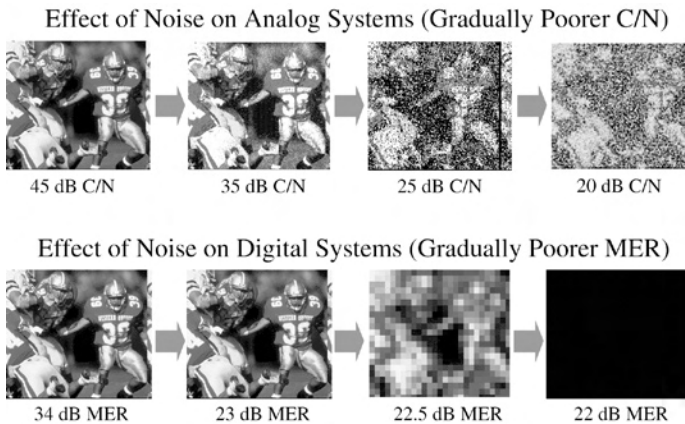 Effect of Noise on Analog Systems (Gradually Poorer C/N)
45 dB C/N
35 dB C/N
25 dB C/N
20 dB C/N
Effect of Noise on Digital Systems (Gradually Poorer MER)
34 dB MER
23 dB MER
22.5 dB MER
22 dB MER